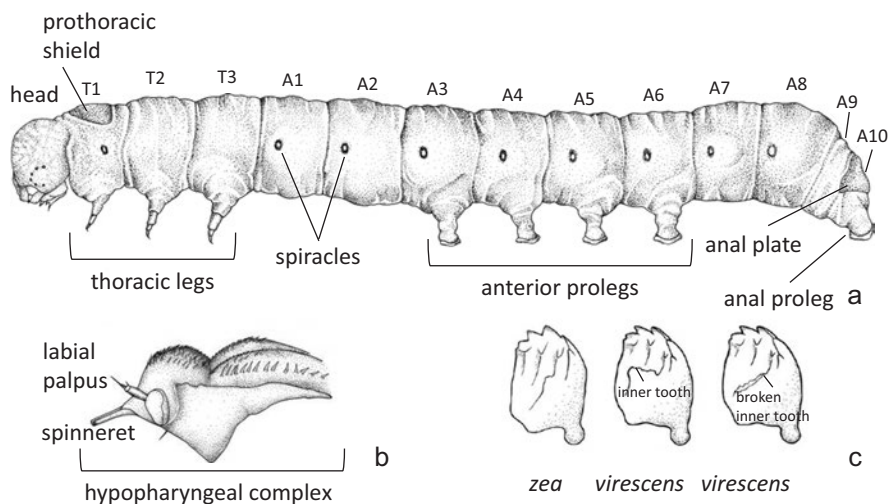 prothoracic
shield
head
T1
T2
T3
A1
A2
A3
A4
A5
A6
A7
A8
A9
A10
thoracic legs
spiracles
anterior prolegs
anal plate
anal proleg
a
labial
palpus
spinneret
hypopharyngeal complex
b
inner tooth
broken
inner tooth
c
zea
virescens
virescens